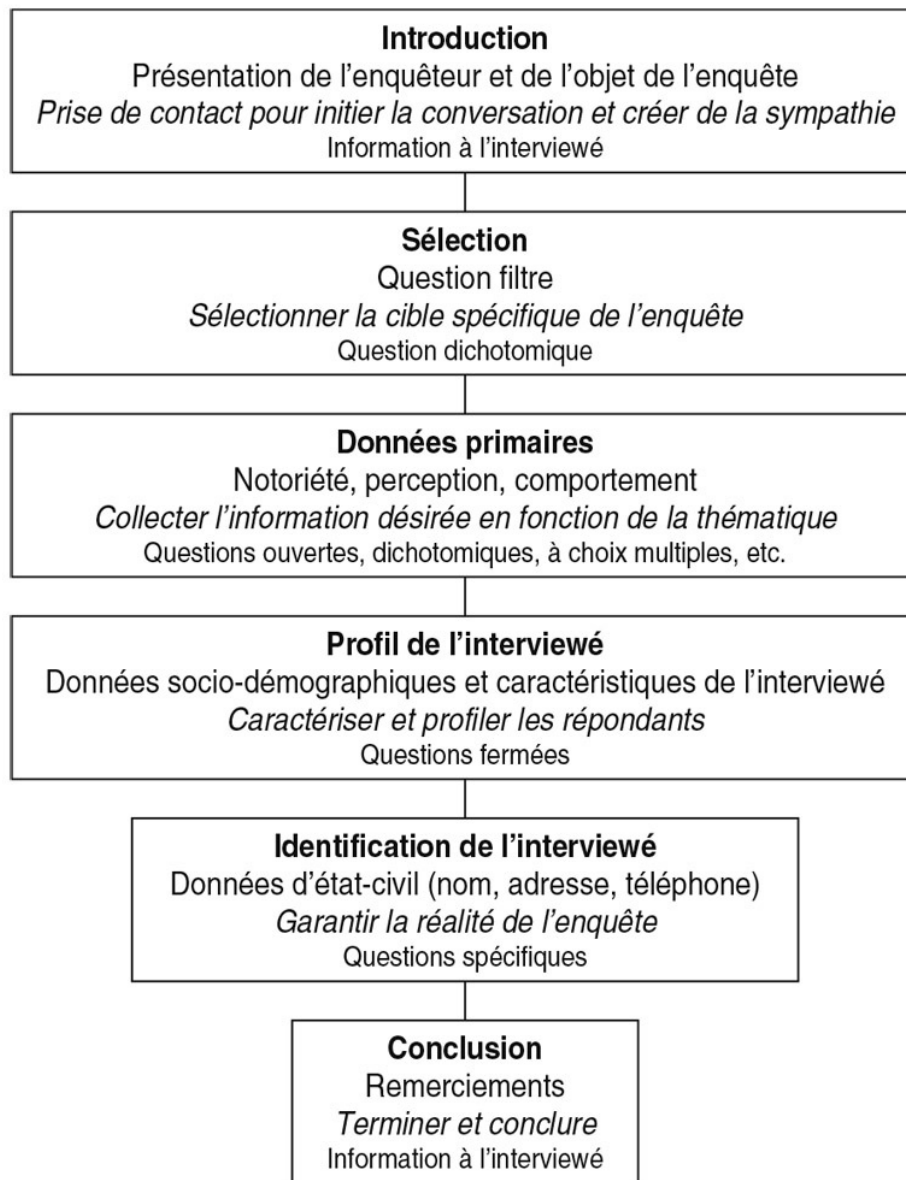 Introduction
Présentation de l’enquêteur et de l’objet de l’enquête
Prise de contact pour initier la conversation et créer de la sympathie
Information à l’interviewé
Sélection
Question filtre
Sélectionner la cible spécifique de l’enquête
Question dichotomique
Données primaires
Notoriété, perception, comportement
Collecter l’information désirée en fonction de la thématique
Questions ouvertes, dichotomiques, à choix multiples, etc.
Profil de l’interviewé
Données socio-démographiques et caractéristiques de l’interviewé
Caractériser et profiler les répondants
Questions fermées
Identification de l’interviewé
Données d’état-civil (nom, adresse, téléphone)
Garantir la réalité de l’enquête
Questions spécifiques
Conclusion
Remerciements
Terminer et conclure
Information à l’interviewé